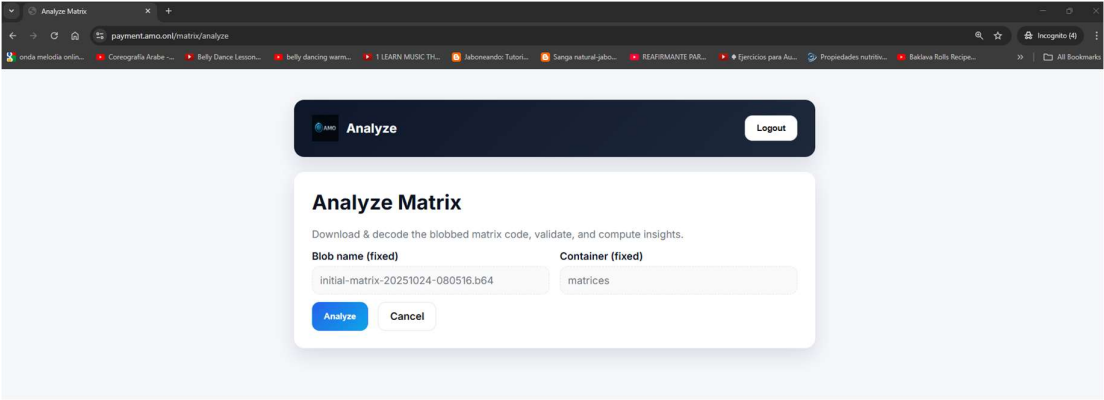 Analyze Matrix
payment.amo.onl/matrix/analyze
Incognito (4)
onda melodia onlin...
Coreografía Arabe -...
Belly Dance Lesson...
belly dancing warm...
1 LEARN MUSIC TH...
Jaboneando: Tutori...
Sanga natural-jabo...
REAFIRMANTE PAR...
Ejercicios para Au...
Propiedades nutritiv...
Baklava Rolls Recipe...
All Bookmarks
AMO
Analyze
Logout
Analyze Matrix
Download & decode the blobbed matrix code, validate, and compute insights.
Blob name (fixed)
Container (fixed)
initial-matrix-20251024-080516.b64
matrices
Analyze
Cancel